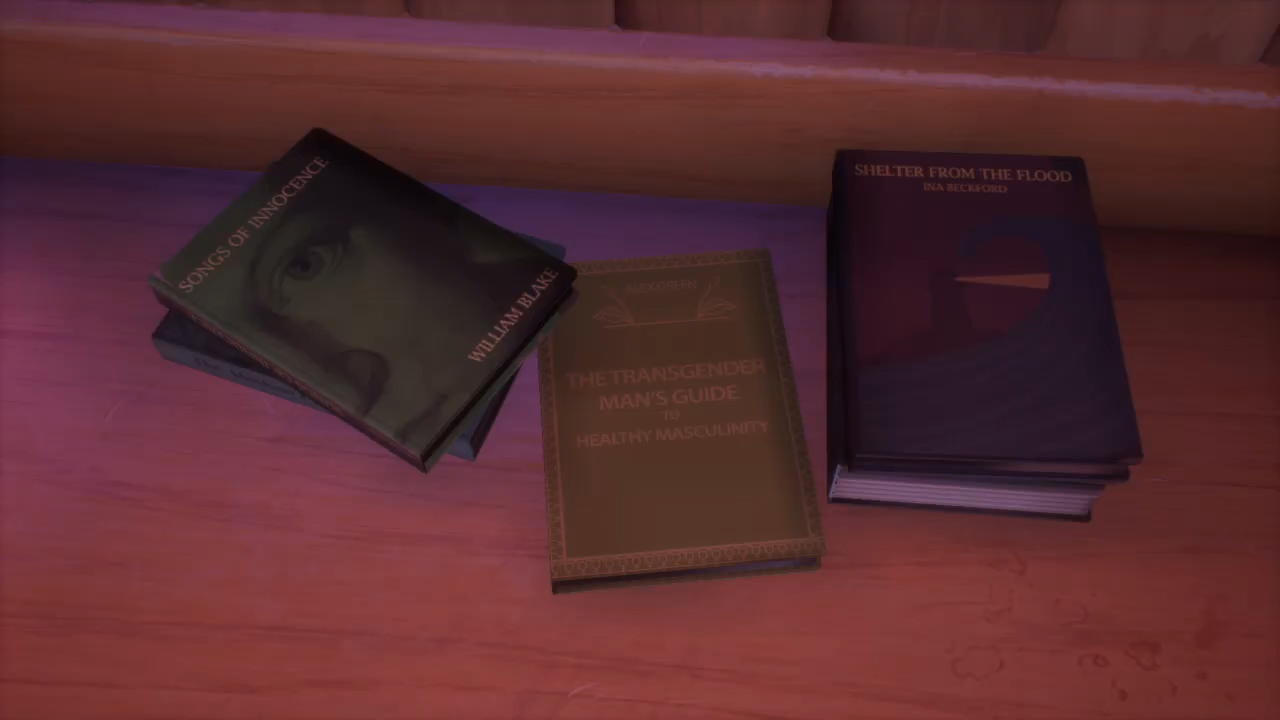 SONGS OF INNOCENCE
WILLIAM BLAKE
ALEX GREEN
THE TRANSGENDER
MAN'S GUIDE
TO
HEALTHY MASCULINITY
SHELTER FROM THE FLOOD
INA BECKFORD